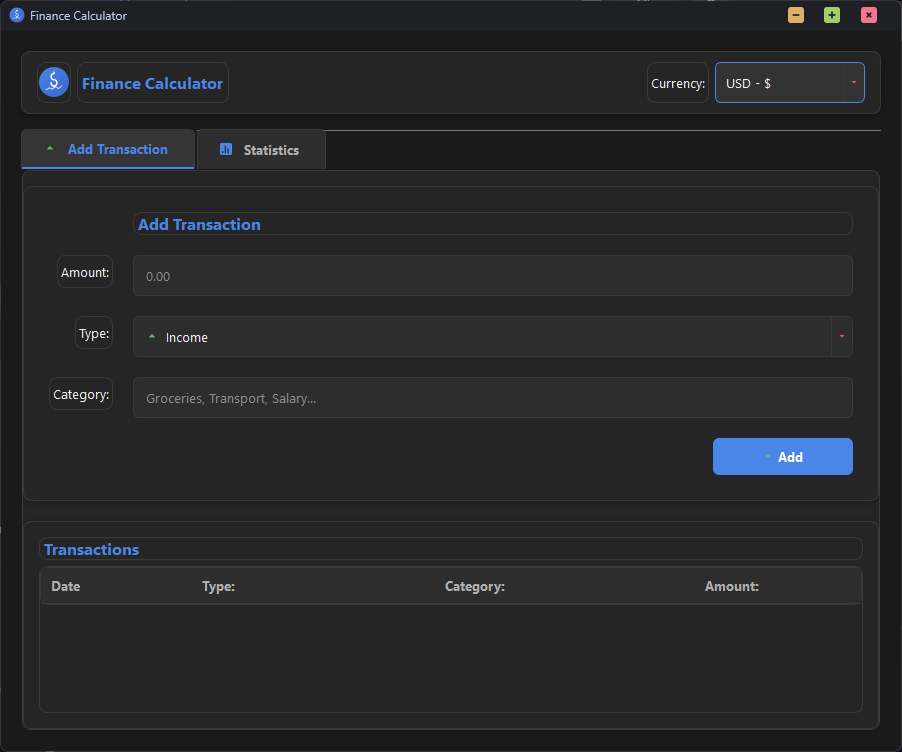 Finance Calculator
Finance Calculator
Currency: USD - $
Add Transaction Statistics
Add Transaction
Amount: 0.00
Type: Income
Category: Groceries, Transport, Salary...
Add
Transactions
Date Type: Category: Amount: